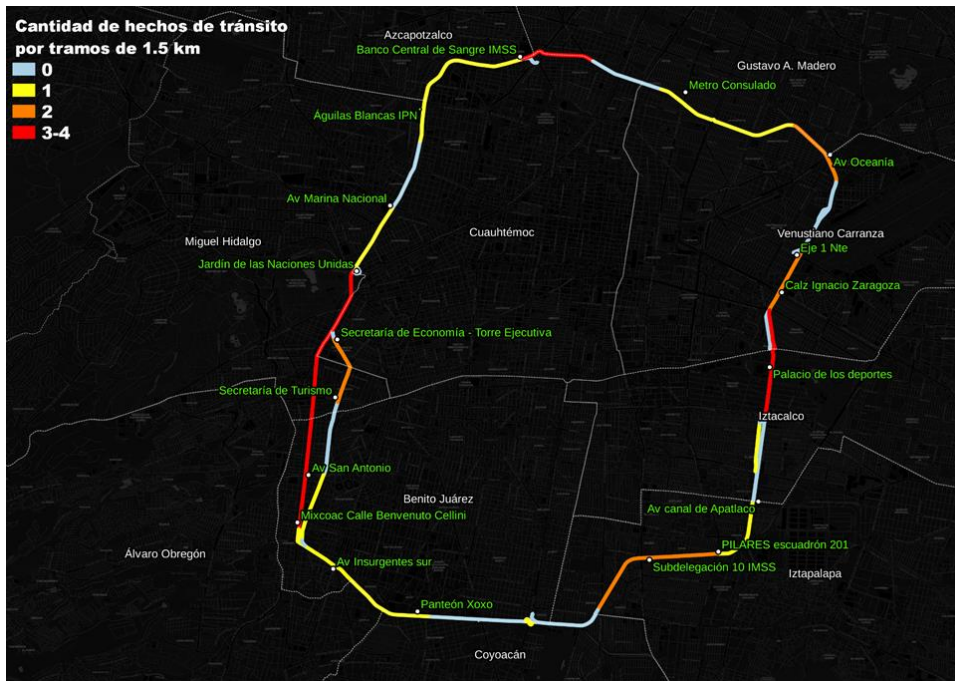 Cantidad de hechos de tránsito
por tramos de 1.5 km
0
1
2
3-4
Azcapotzalco
Banco Central de Sangre IMSS
Gustavo A. Madero
Metro Consulado
Águilas Blancas IPN
Av Oceanía
Av Marina Nacional
Cuauhtémoc
Venustiano Carranza
Miguel Hidalgo
Eje 1 Nte
Jardín de las Naciones Unidas
Calz Ignacio Zaragoza
Secretaría de Economía - Torre Ejecutiva
Palacio de los deportes
Secretaría de Turismo
Iztacalco
Av San Antonio
Benito Juárez
Av canal de Apatlaco
Mixcoac Calle Benvenuto Cellini
PILARES escuadrón 201
Álvaro Obregón
Av Insurgentes sur
Subdelegación 10 IMSS
Iztapalapa
Panteón Xoxo
Coyoacán